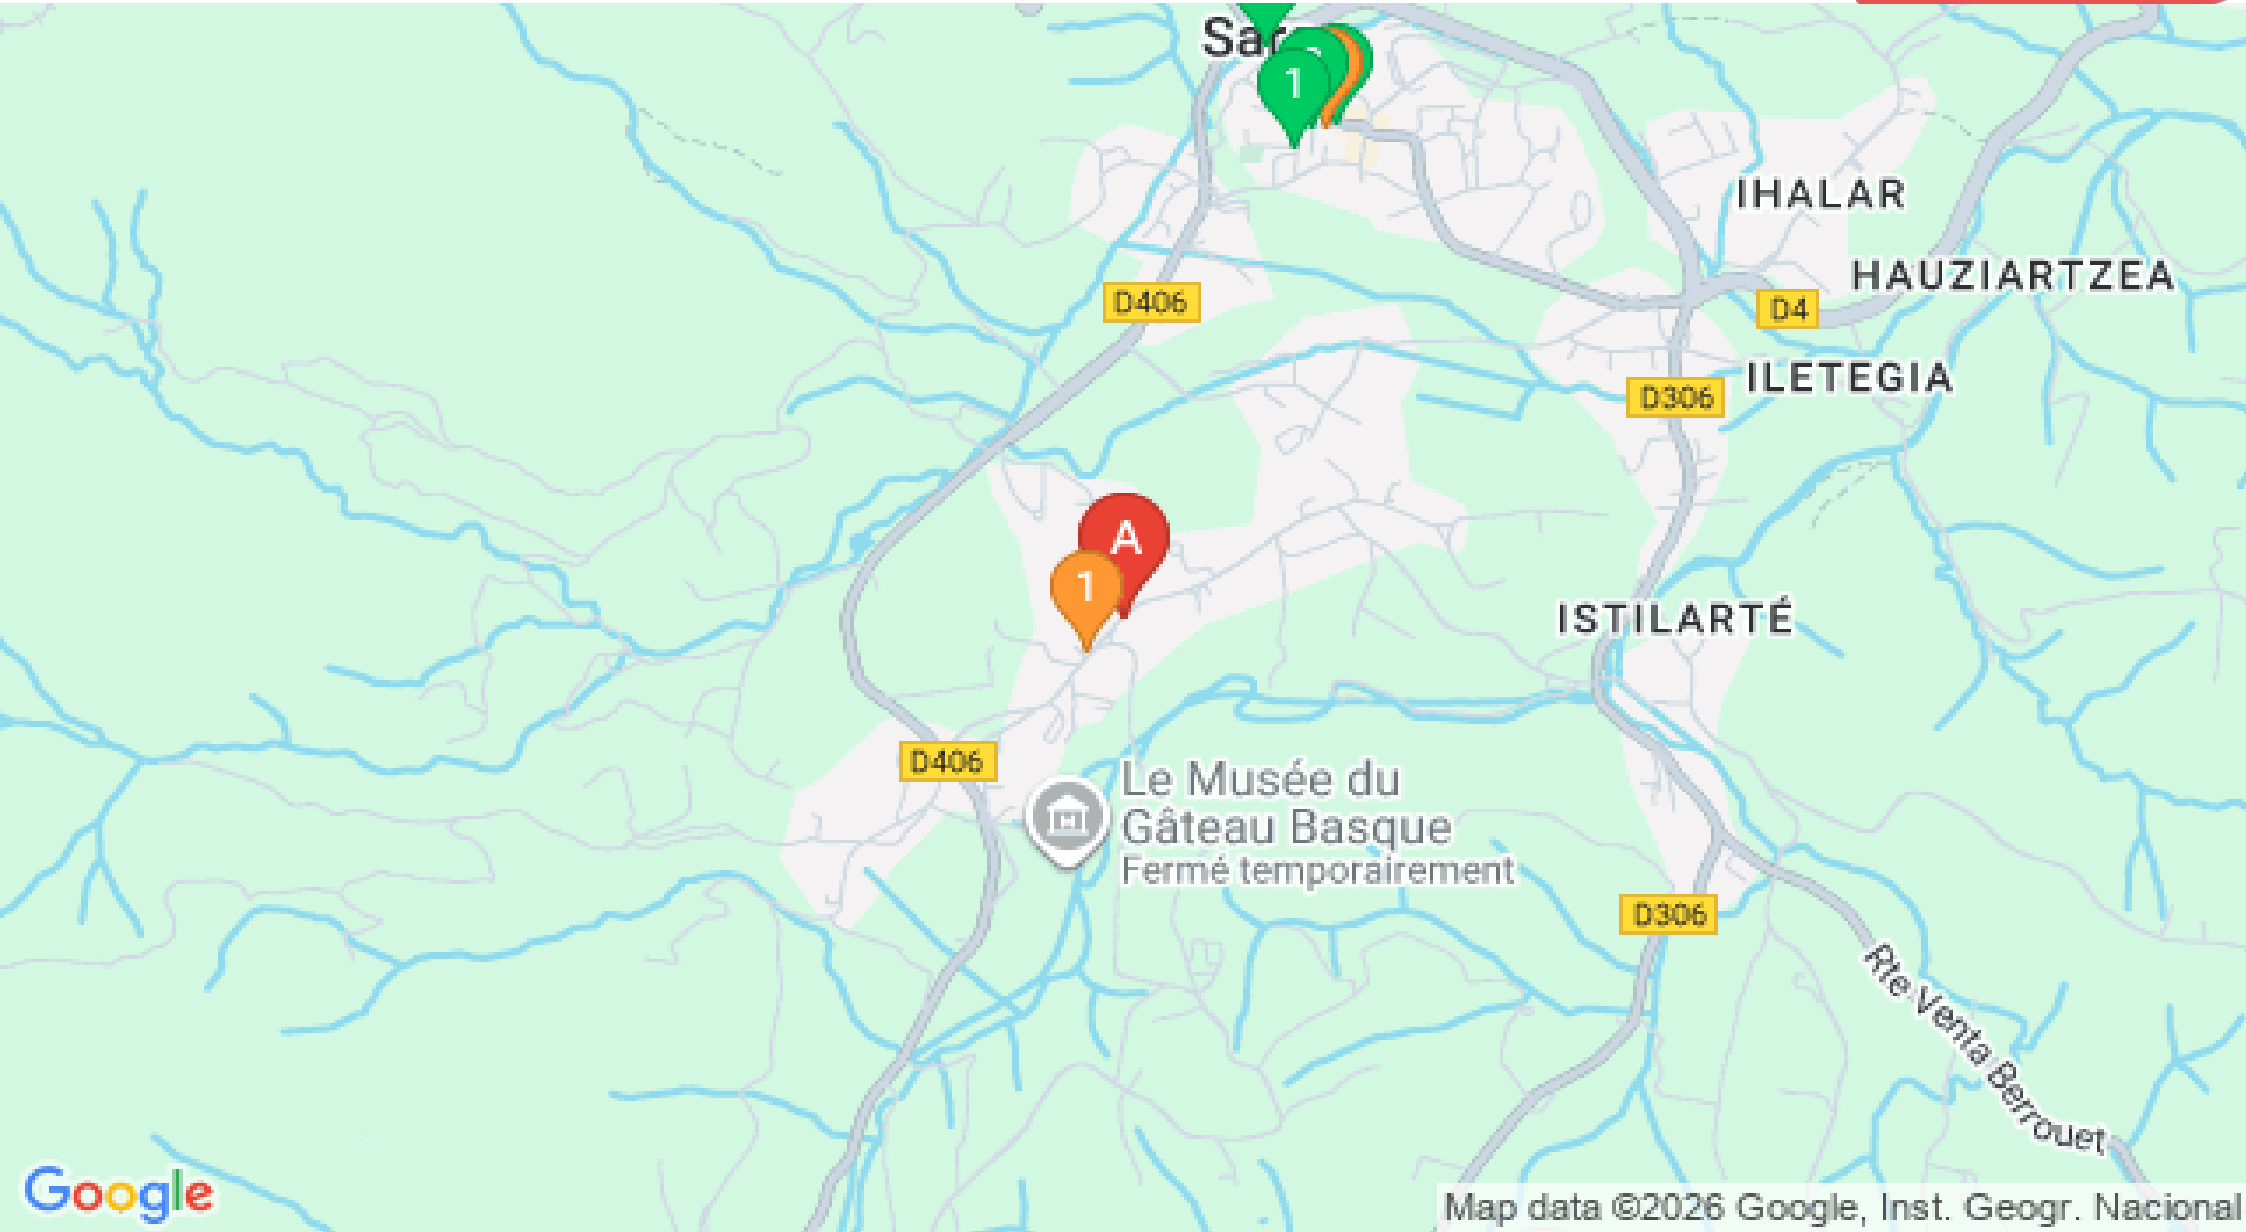 1
IHALAR
HAUZIARTZEA
D406
D4
ILETEGIA
D306
A
1
ISTILARTÉ
D406
Le Musée du
Gâteau Basque
Fermé temporairement
D306
Rte Venta Berrouet
Google
Map data ©2026 Google, Inst. Geogr. Nacional